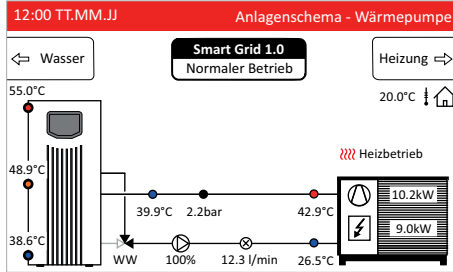 12:00 TT.MM.JJ
Anlagenschema - Wärmepumpe
Wasser
Smart Grid 1.0
Normaler Betrieb
Heizung
55.0°C
20.0°C
Heizbetrieb
48.9°C
10.2kW
39.9°C
2.2bar
42.9°C
9.0kW
38.6°C
WW
100%
12.3 l/min
26.5°C